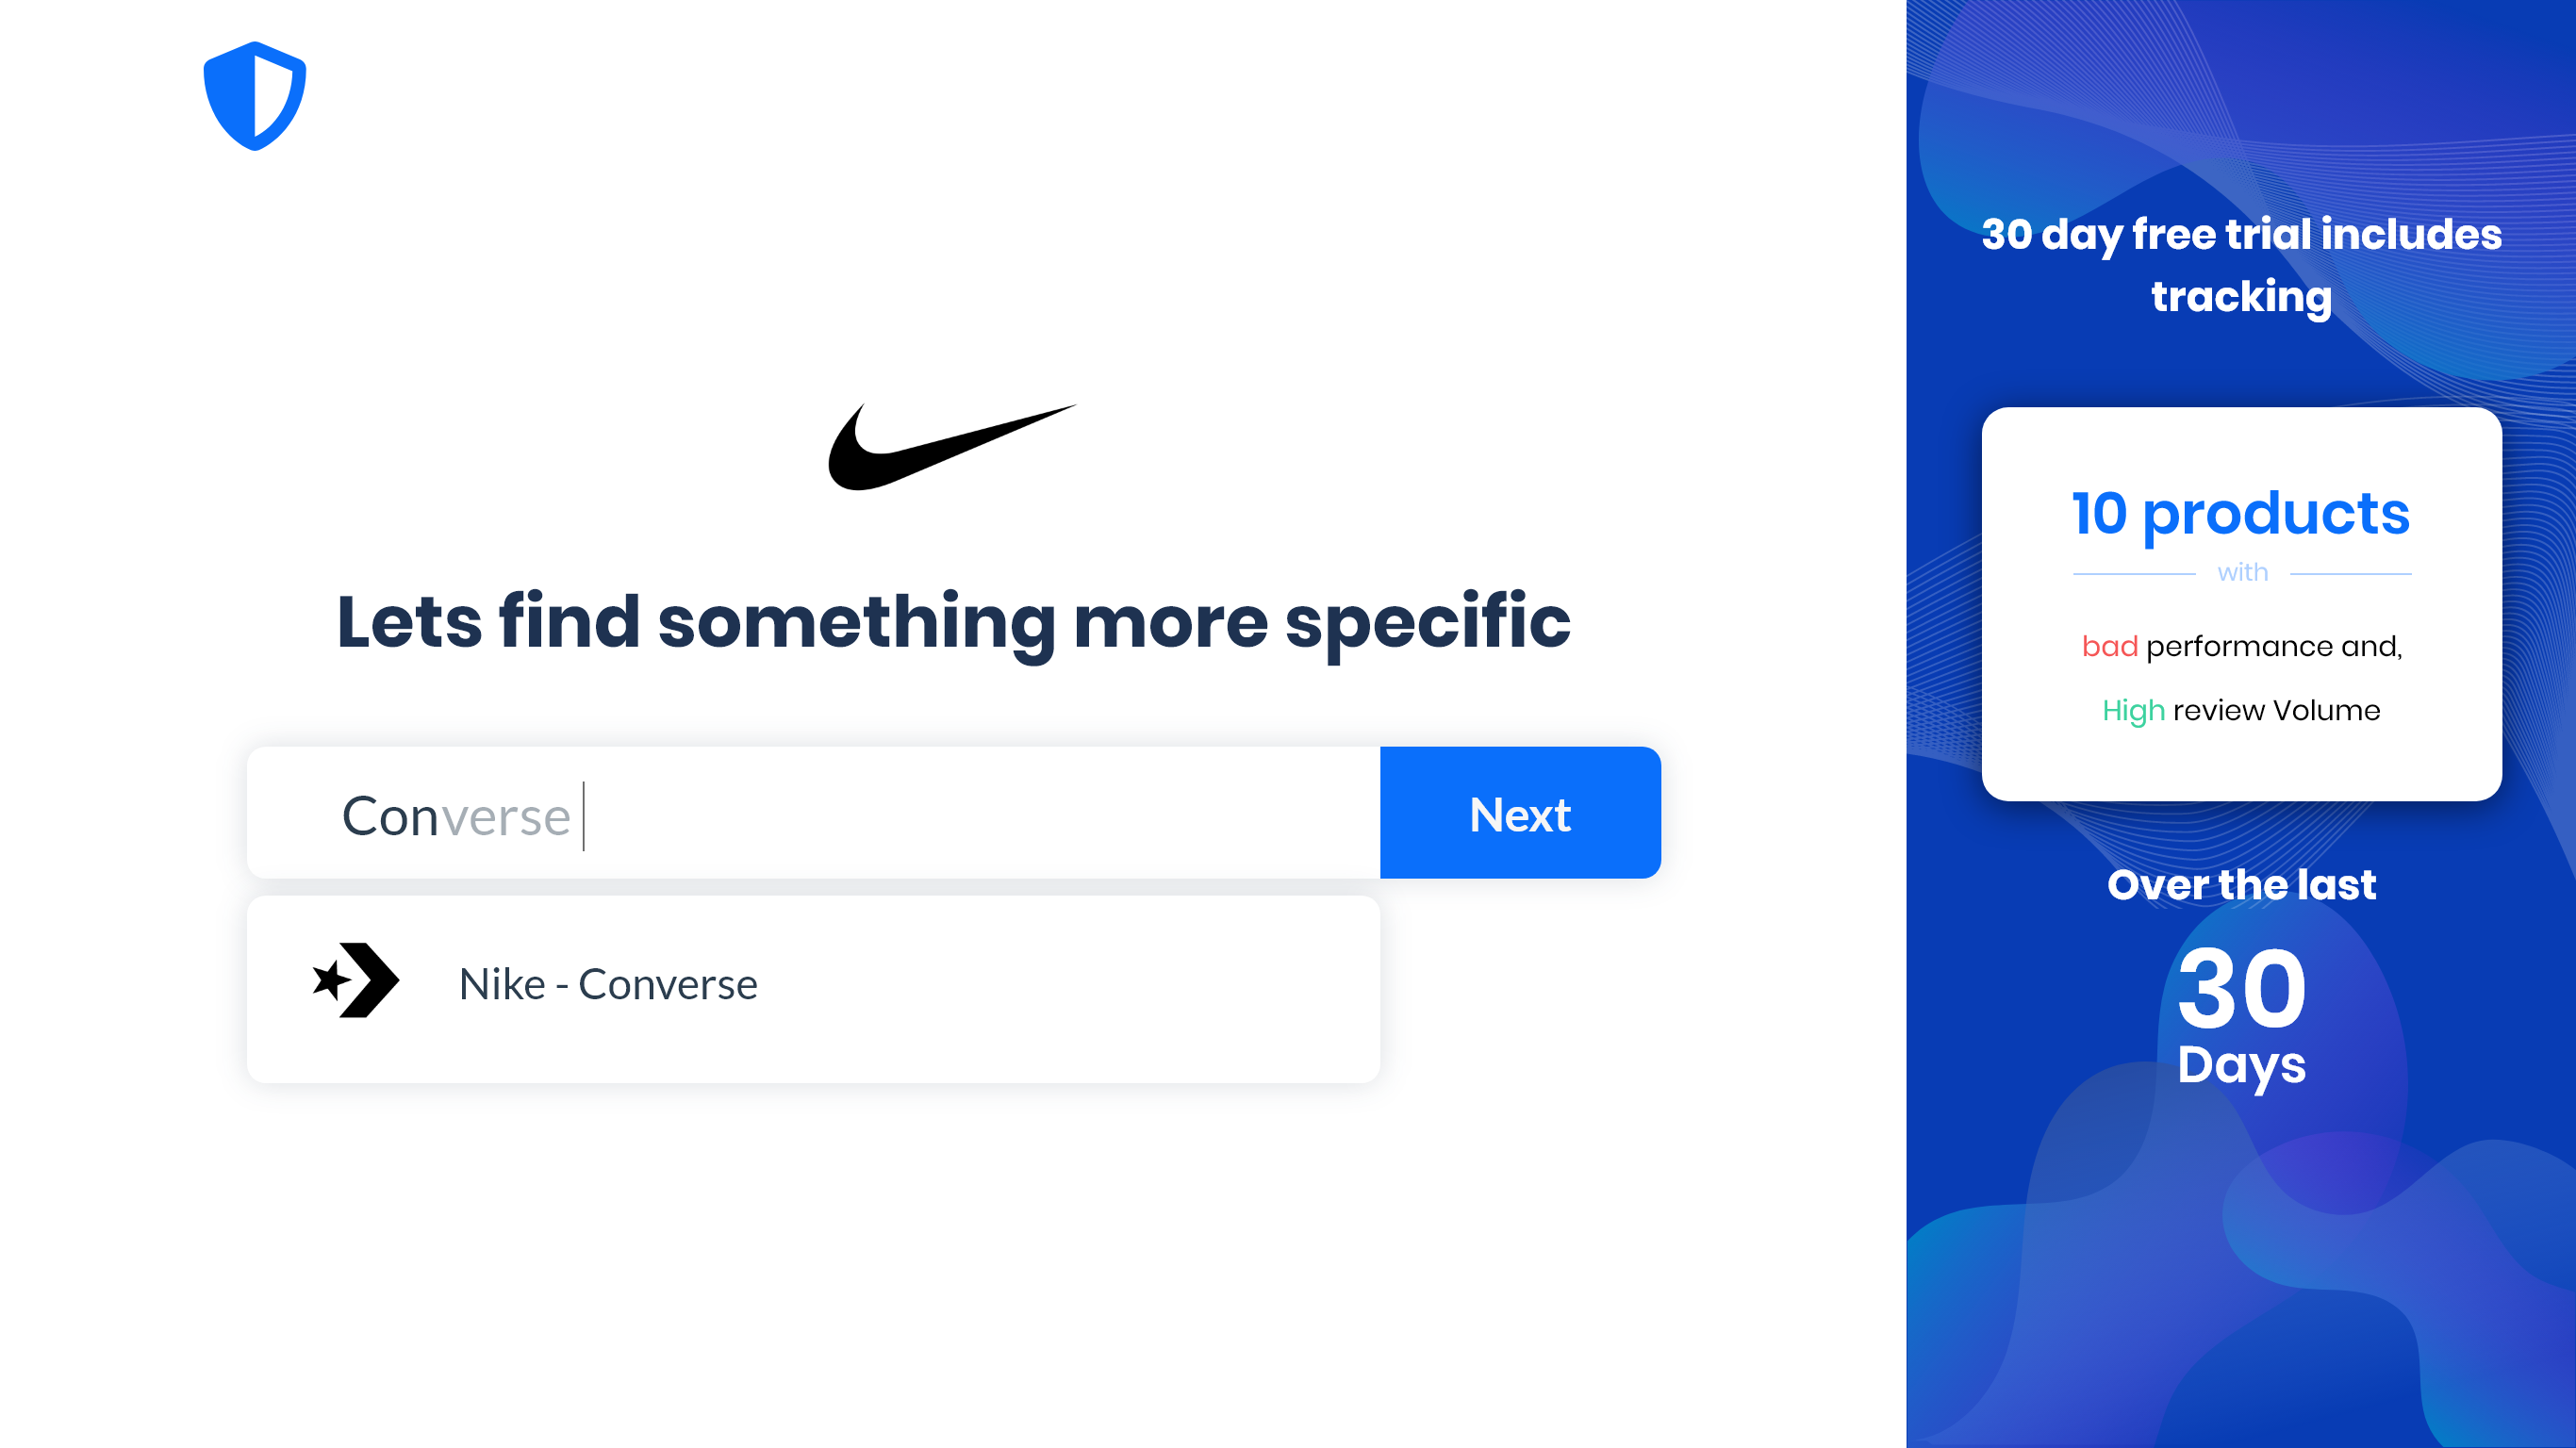 Lets find something more specific
Converse
Next
Nike - Converse
30 day free trial includes
tracking
10 products
with
bad performance and,
High review Volume
Over the last
30
Days